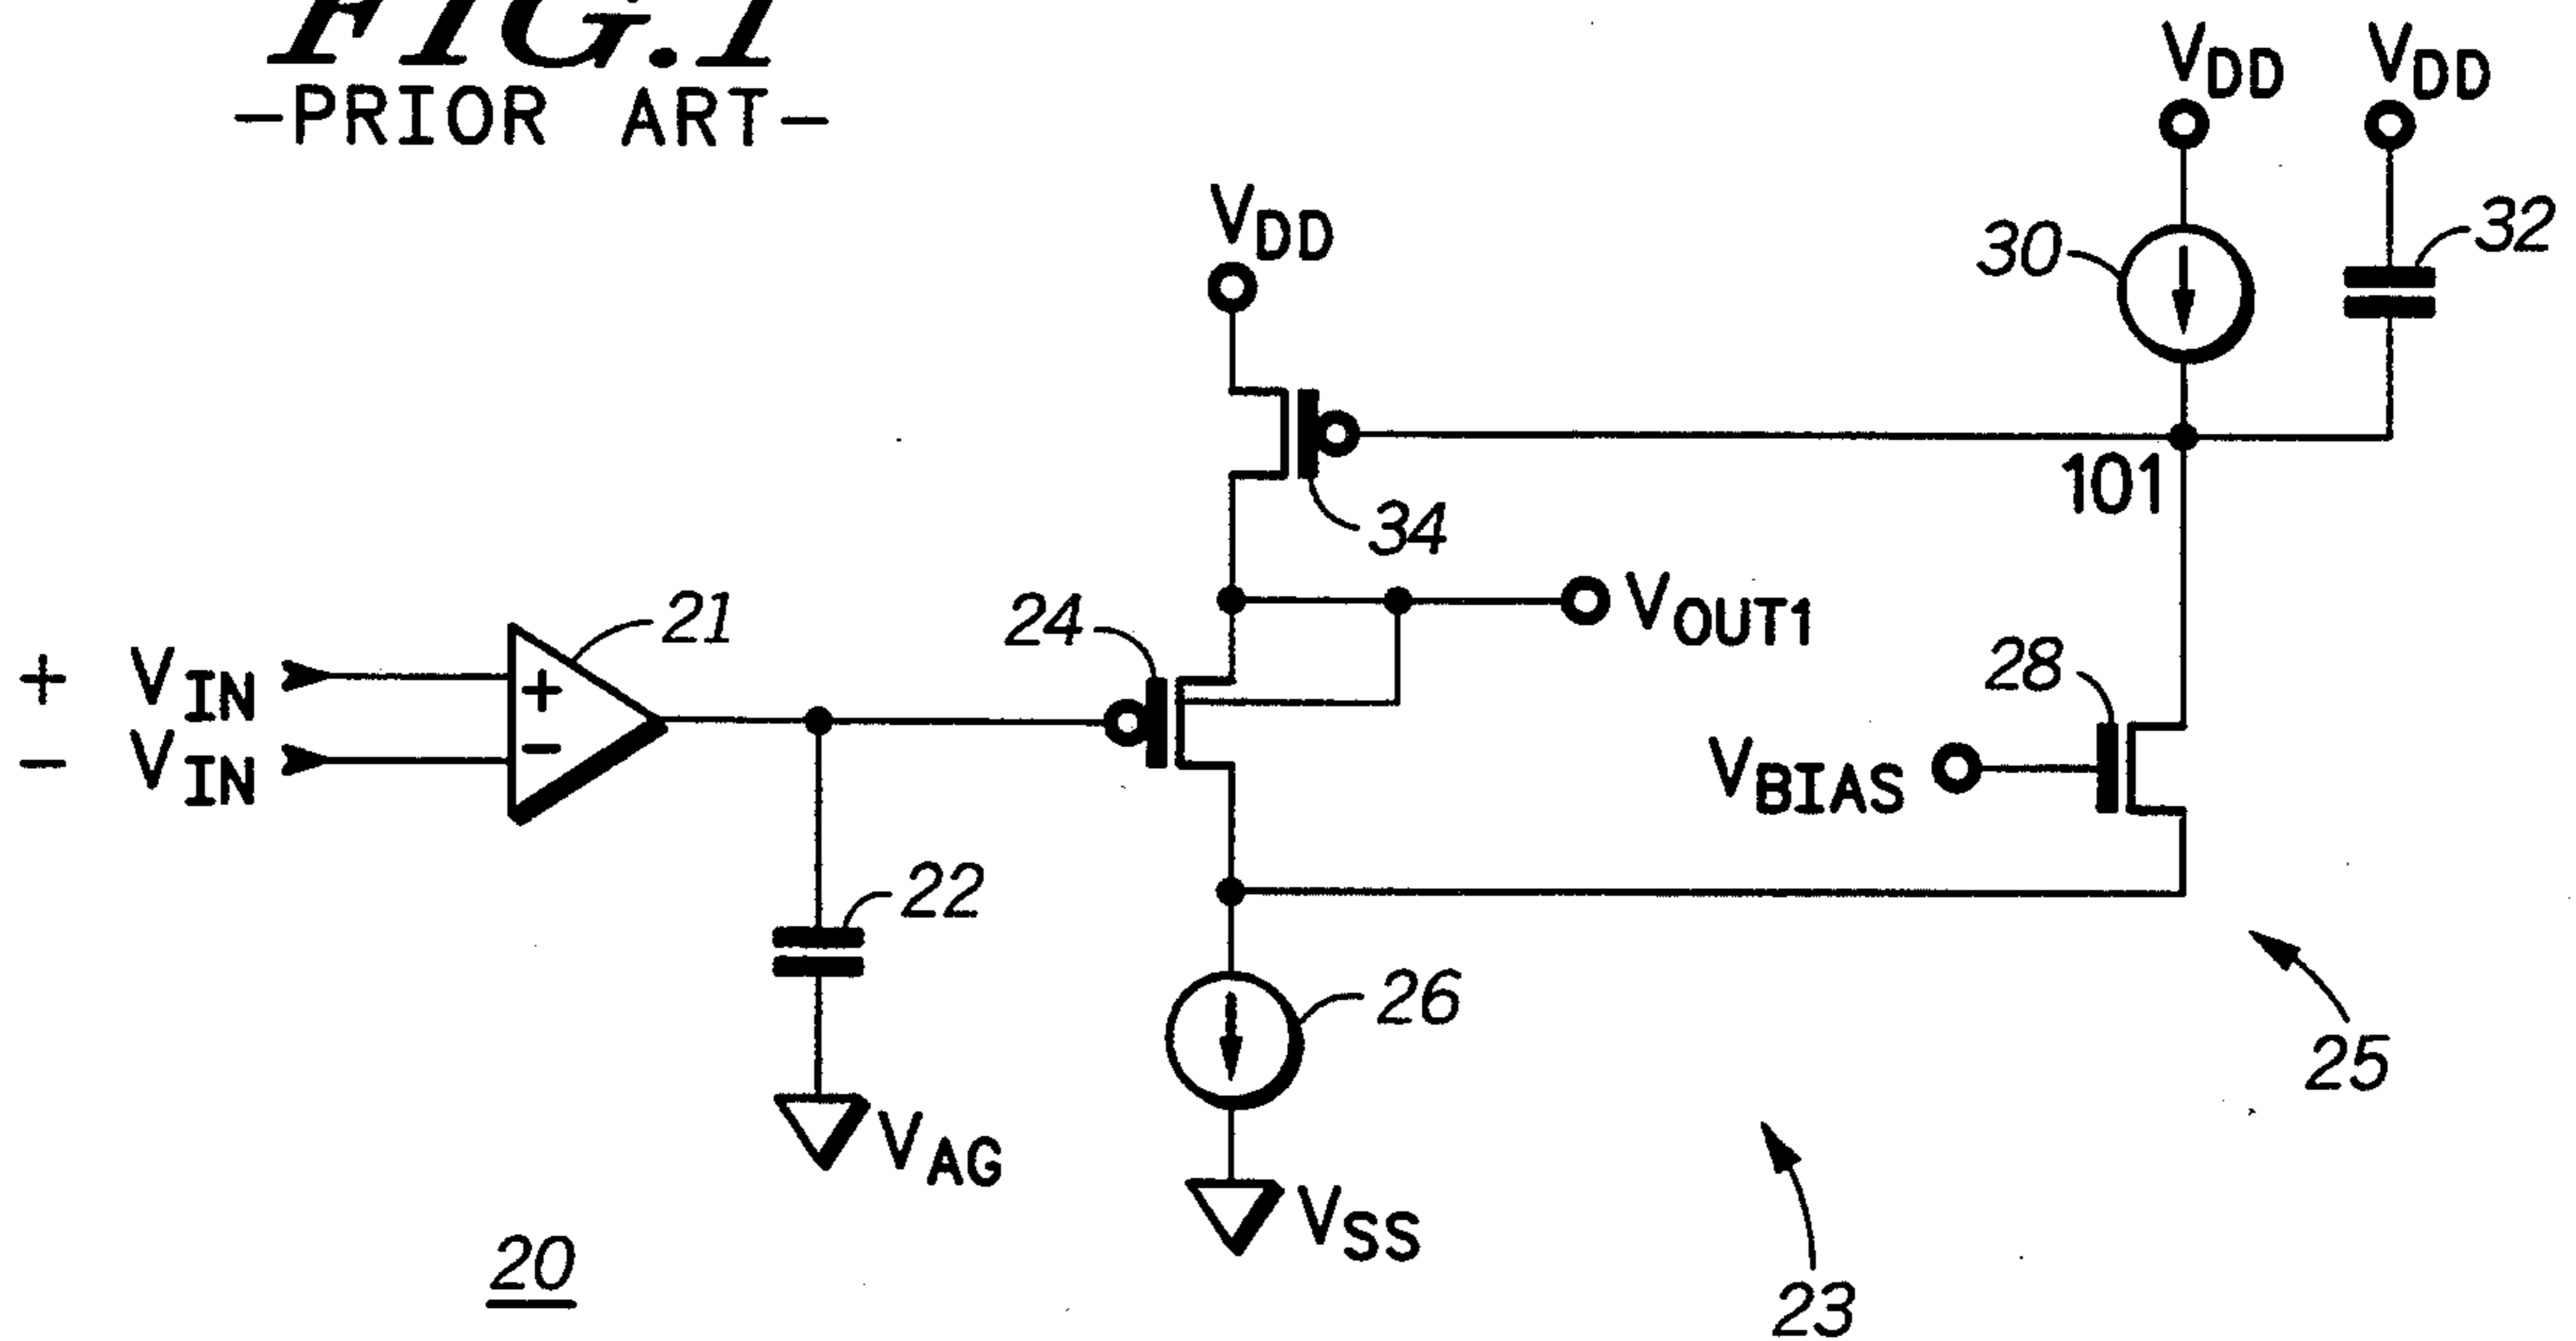 FIG.1
-PRIOR ART-
VDD
VDD
VDD
30
32
34
101
+ VIN
- VIN
21
+
-
24
VOUT1
28
VBIAS
22
26
25
VAG
VSS
20
23